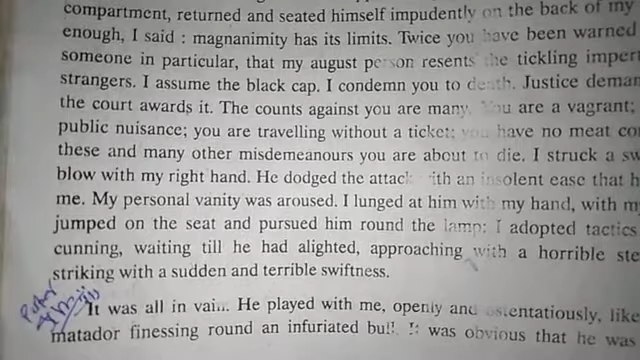 compartment, returned and seated himself impudently on the back of my
enough, I said : magnanimity has its limits. Twice you have been warned
someone in particular, that my august person resents the tickling impert
strangers. I assume the black cap. I condemn you to death. Justice deman
the court awards it. The counts against you are many. You are a vagrant;
public nuisance; you are travelling without a ticket; you have no meat co
these and many other misdemeanours you are about to die. I struck a sw
blow with my right hand. He dodged the attack with an insolent ease that h
me. My personal vanity was aroused. I lunged at him with my hand, with m
jumped on the seat and pursued him round the lamp; I adopted tactics
cunning, waiting till he had alighted, approaching with a horrible ste
striking with a sudden and terrible swiftness.
It was all in vain. He played with me, openly and ostentatiously, like
matador finessing round an infuriated bull. It was obvious that he was